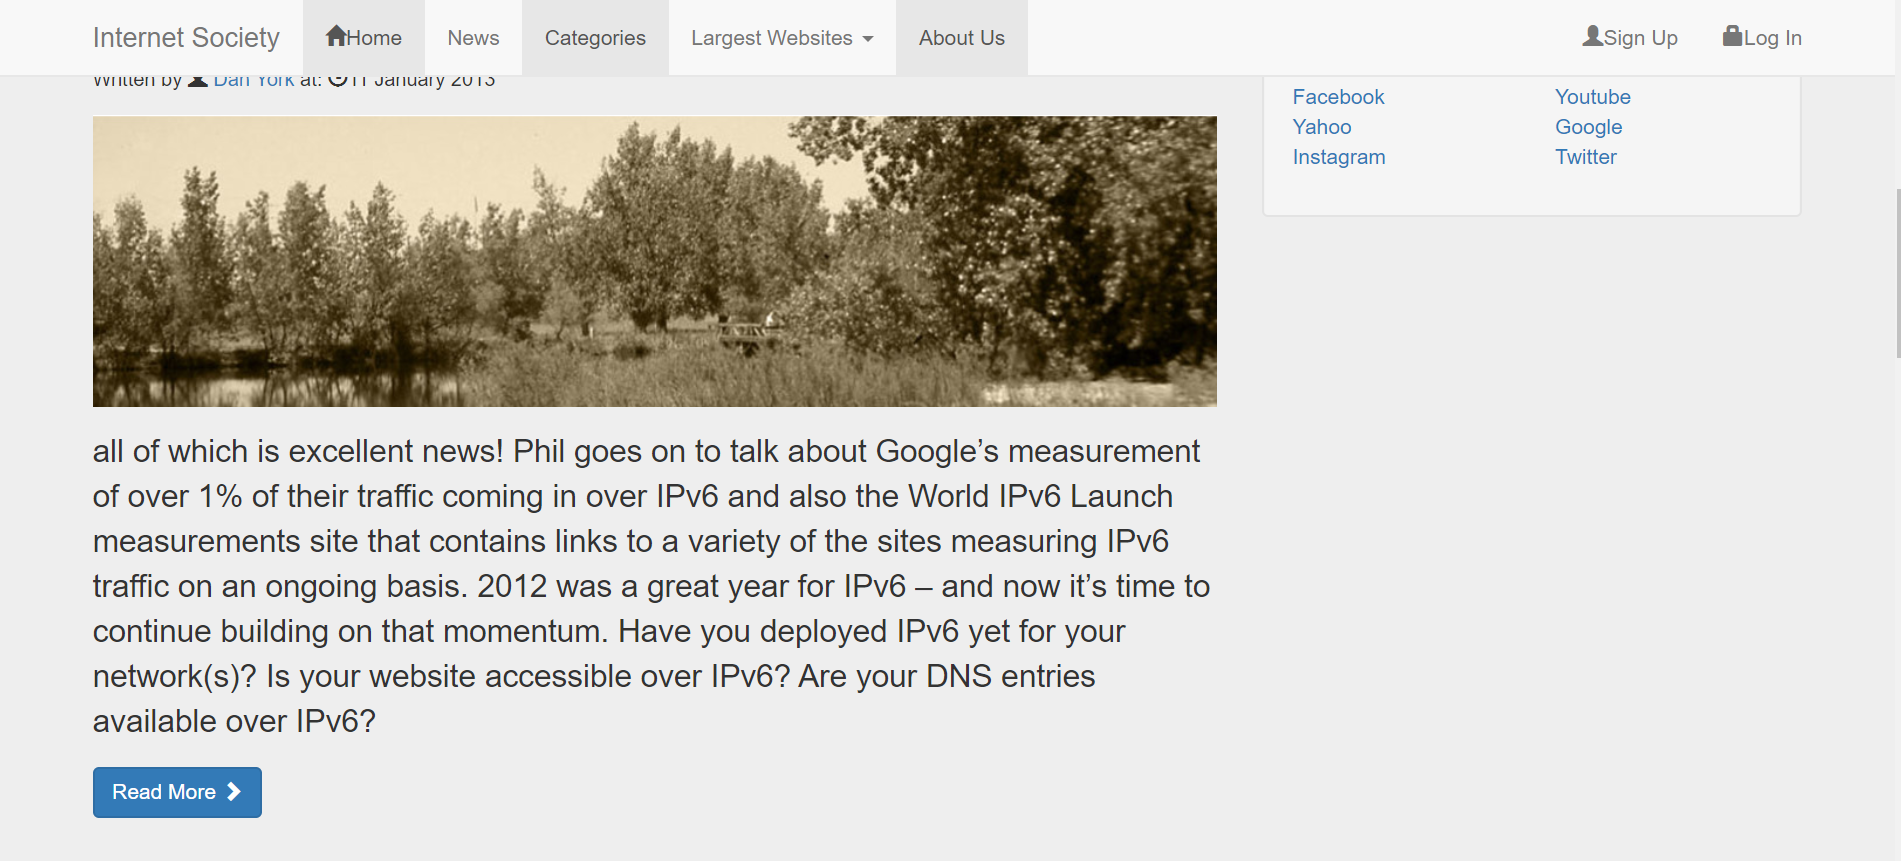 Internet Society Home News Categories Largest Websites About Us Sign Up Log In
Written by Dan York at: 11 January 2013
Facebook Youtube
Yahoo Google
Instagram Twitter
all of which is excellent news! Phil goes on to talk about Google’s measurement
of over 1% of their traffic coming in over IPv6 and also the World IPv6 Launch
measurements site that contains links to a variety of the sites measuring IPv6
traffic on an ongoing basis. 2012 was a great year for IPv6 – and now it’s time to
continue building on that momentum. Have you deployed IPv6 yet for your
network(s)? Is your website accessible over IPv6? Are your DNS entries
available over IPv6?
Read More